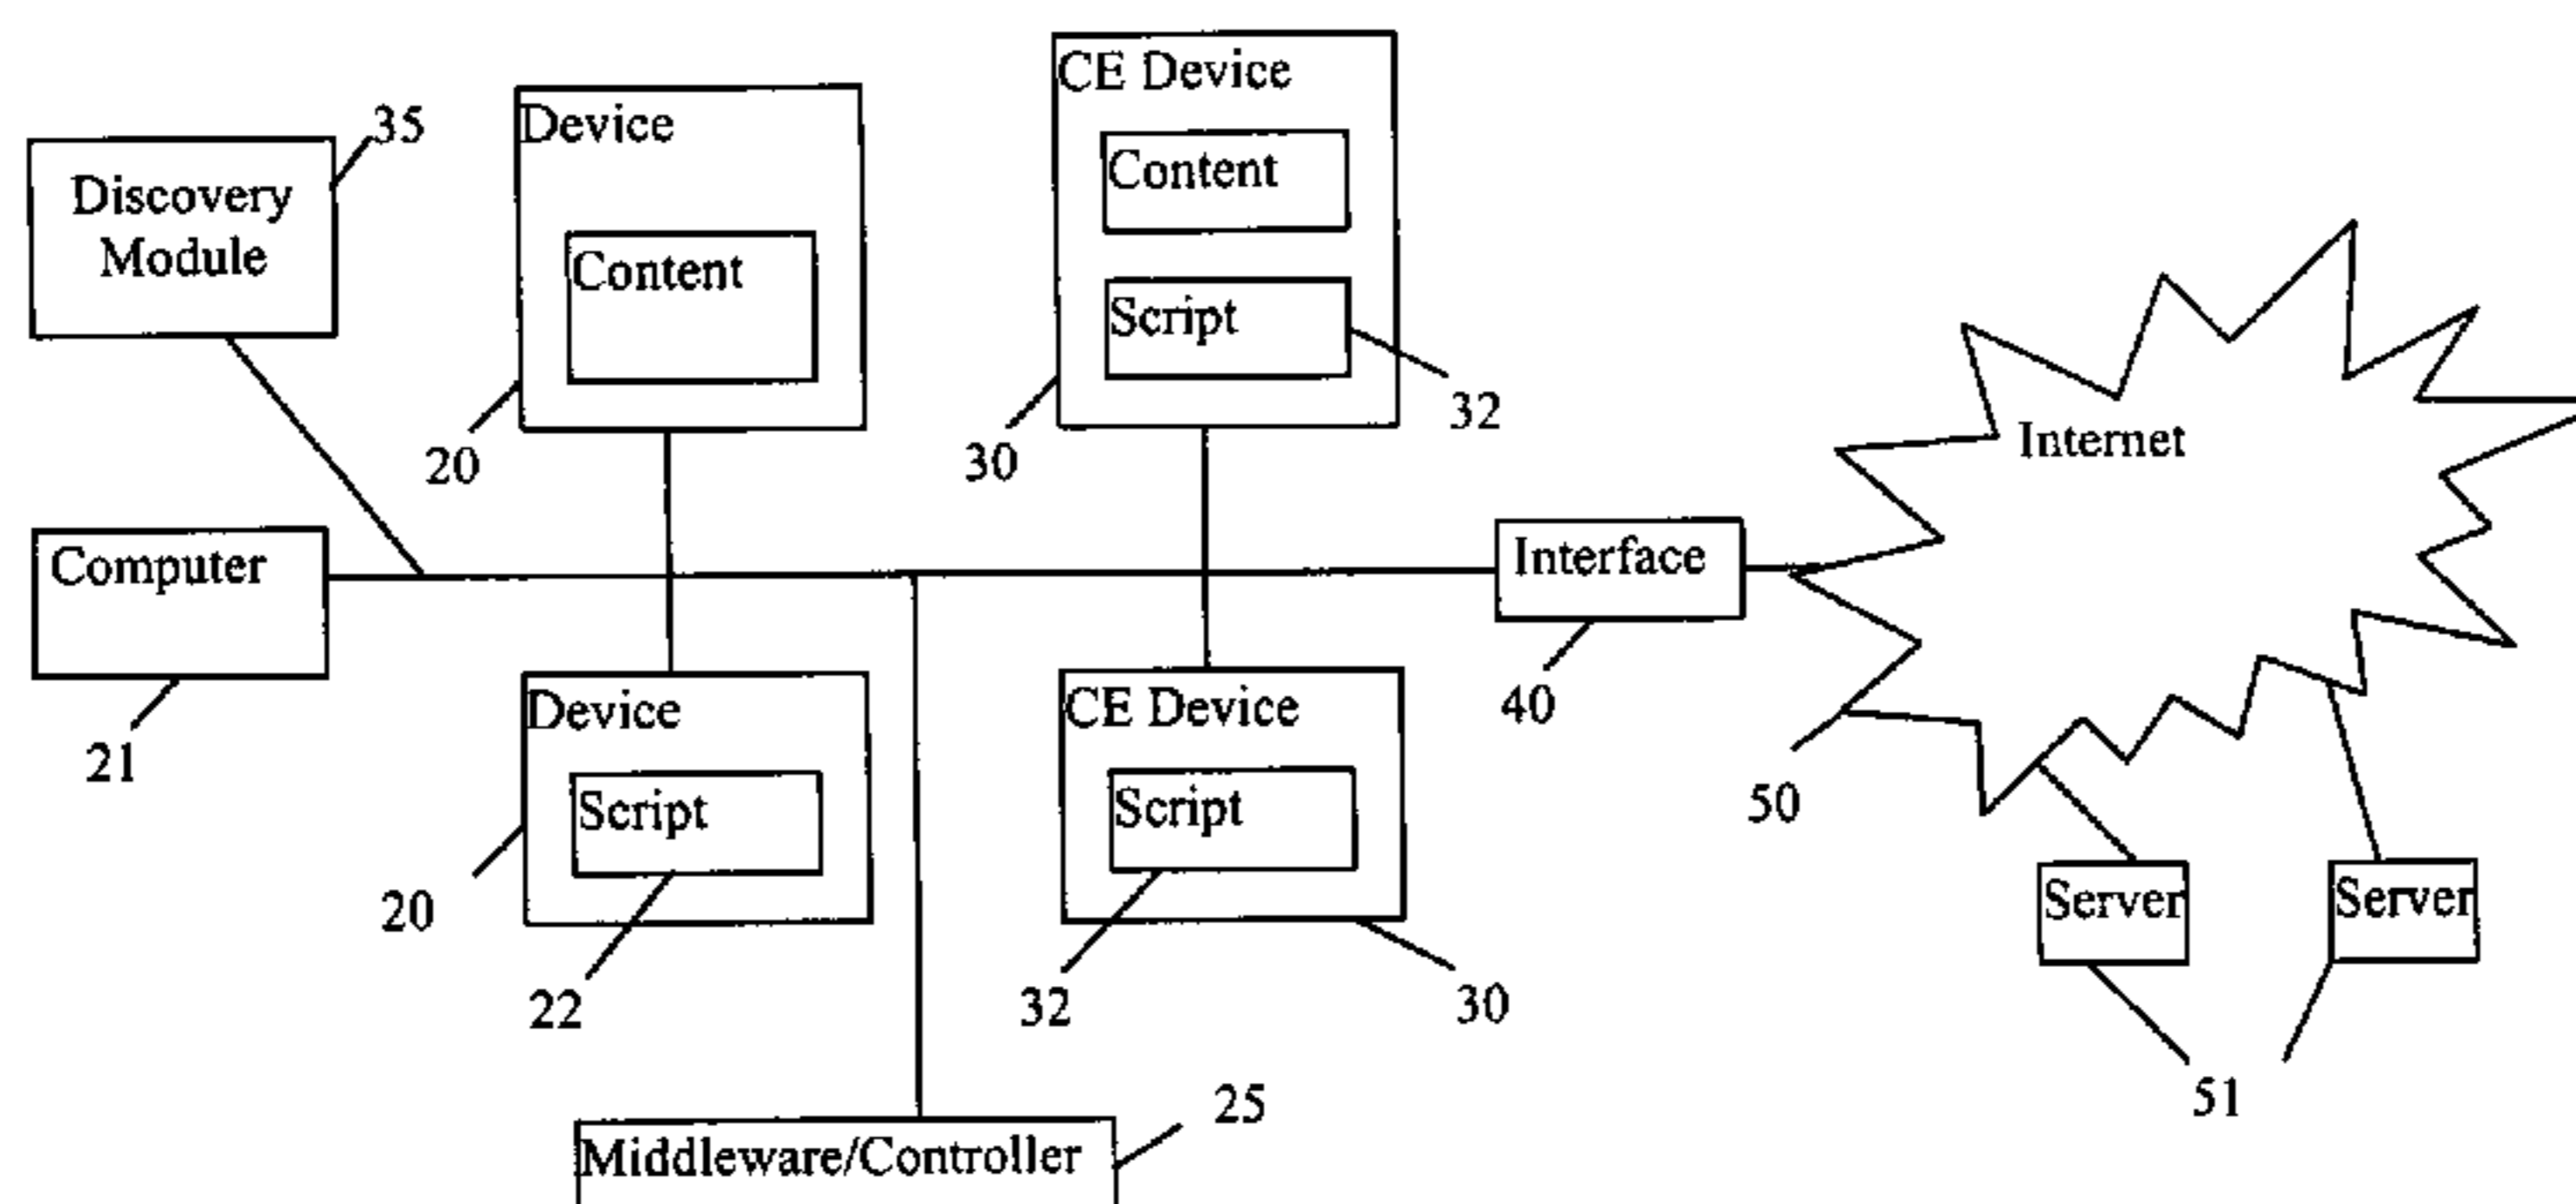 CE Device
Device
35
Content
Discovery
Module
Content
Script
32
20
30
Internet
Computer
Interface
21
Device
CE Device
40
Script
Script
50
20
Server
Server
22
32
30
51
25
Middleware/Controller